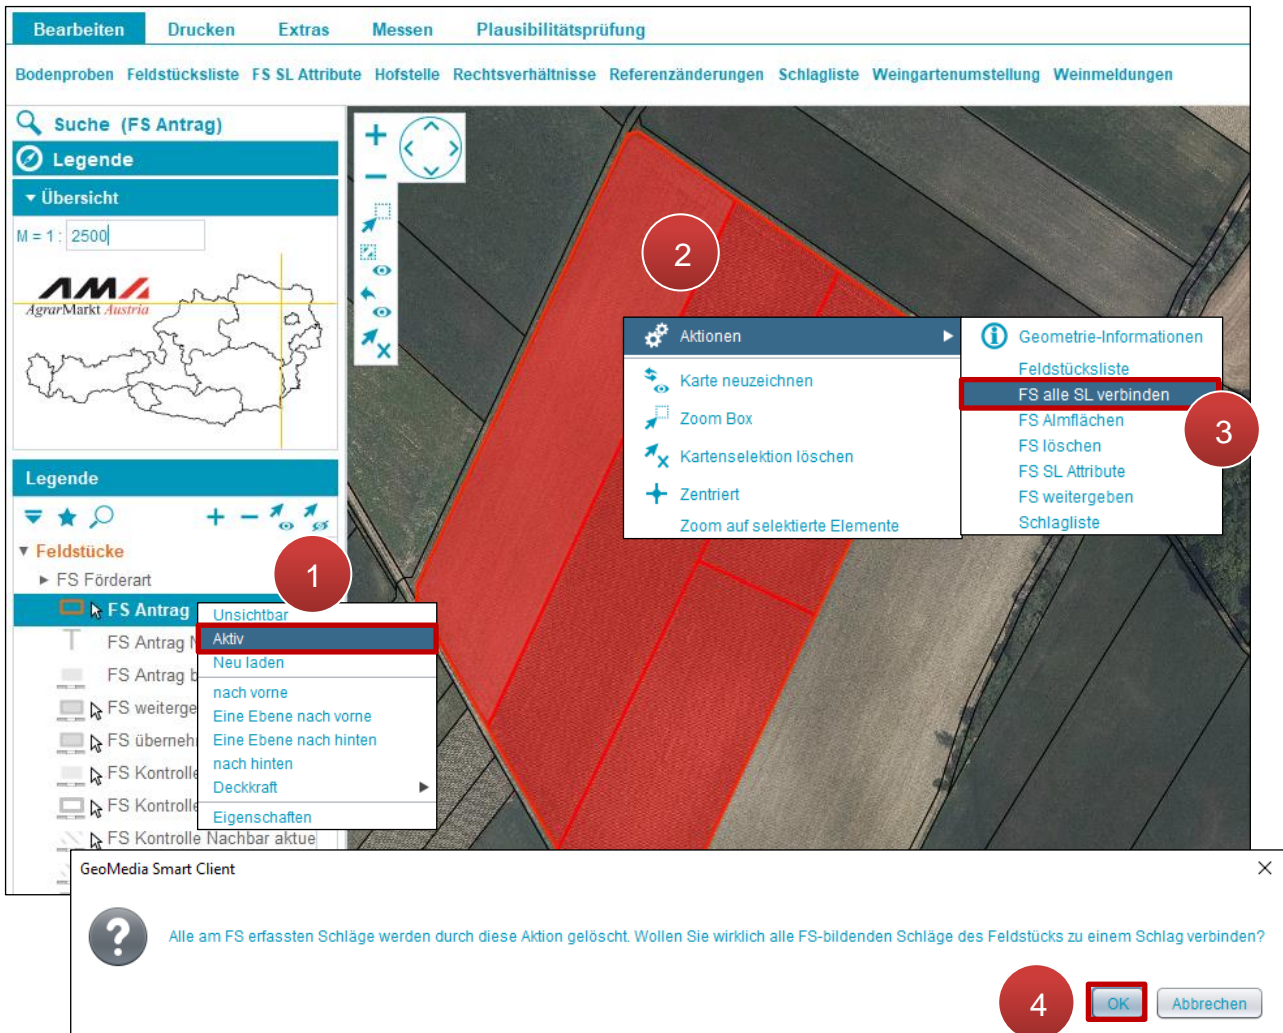 Bearbeiten Drucken Extras Messen Plausibilitätsprüfung
Bodenproben Feldstücksliste FS SL Attribute Hofstelle Rechtsverhältnisse Referenzänderungen Schlagliste Weingartenumstellung Weinmeldungen
Suche (FS Antrag)
Legende
Übersicht
M = 1 : 2500
AMA
AgrarMarkt Austria
Legende
Feldstücke
FS Förderart
FS Antrag
FS Antrag
FS Antrag
FS weiterge
FS übernehm
FS Kontrolle
FS Kontrolle
FS Kontrolle Nachbar aktue
1
Unsichtbar
Aktiv
Neu laden
nach vorne
Eine Ebene nach vorne
Eine Ebene nach hinten
nach hinten
Deckkraft
Eigenschaften
2
Aktionen
Karte neuzeichnen
Zoom Box
Kartenselektion löschen
Zentriert
Zoom auf selektierte Elemente
Geometrie-Informationen
Feldstücksliste
FS alle SL verbinden
FS Almflächen
FS löschen
FS SL Attribute
FS weitergeben
Schlagliste
3
GeoMedia Smart Client
Alle am FS erfassten Schläge werden durch diese Aktion gelöscht. Wollen Sie wirklich alle FS-bildenden Schläge des Feldstücks zu einem Schlag verbinden?
4
OK Abbrechen